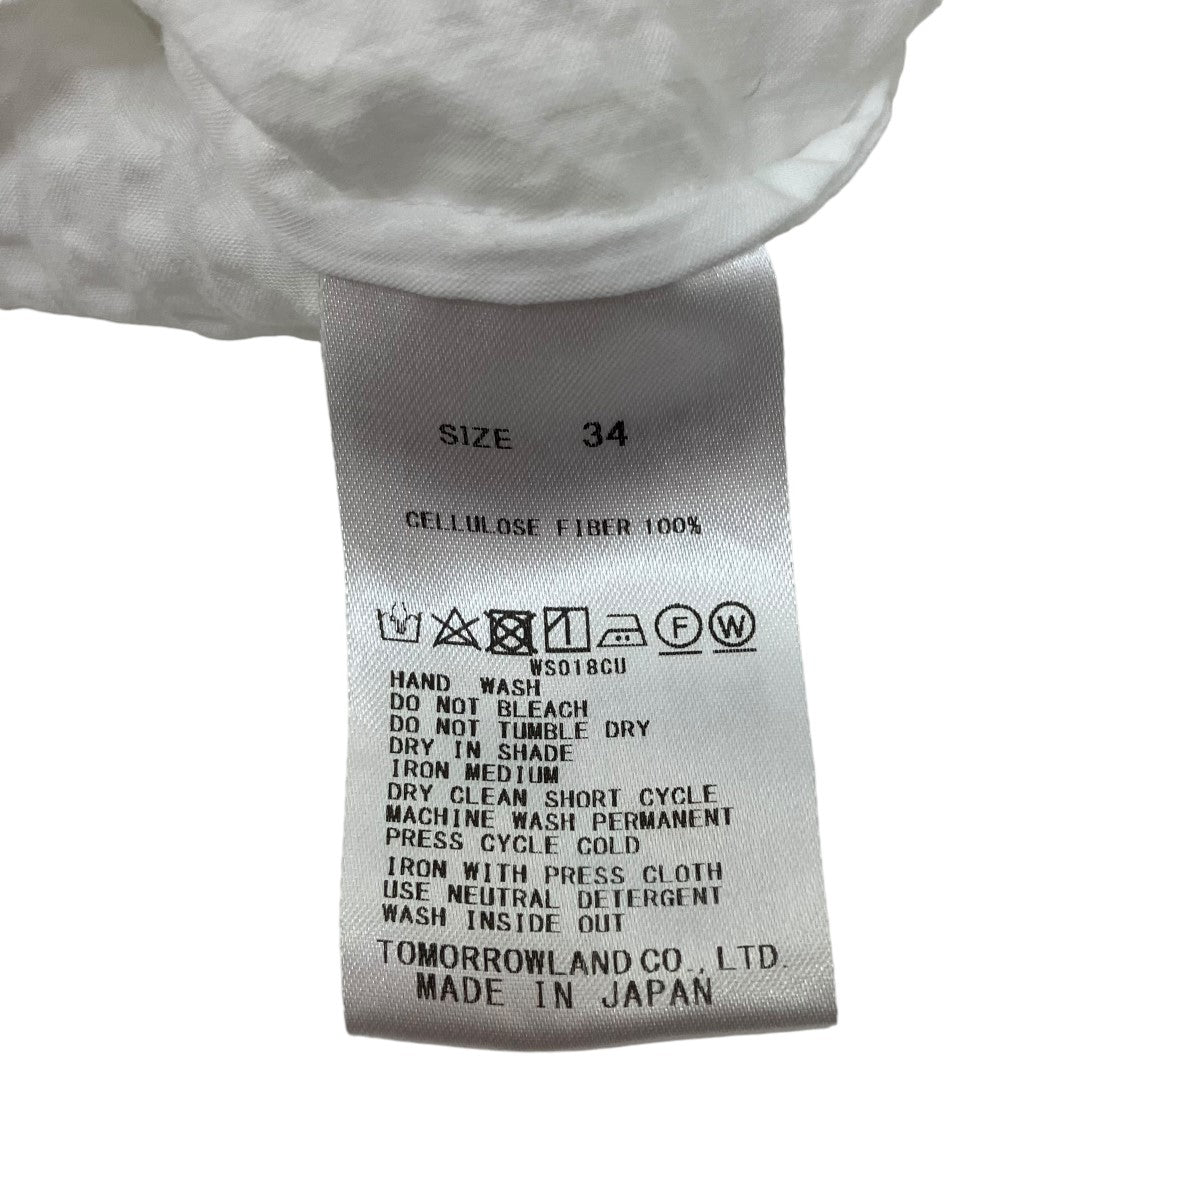 SIZE 34
CELLULOSE FIBER 100%
F W
WS018CU
HAND WASH
DO NOT BLEACH
DO NOT TUMBLE DRY
DRY IN SHADE
IRON MEDIUM
DRY CLEAN SHORT CYCLE
MACHINE WASH PERMANENT
PRESS CYCLE COLD
IRON WITH PRESS CLOTH
USE NEUTRAL DETERGENT
WASH INSIDE OUT
TOMORROWLAND CO., LTD.
MADE IN JAPAN